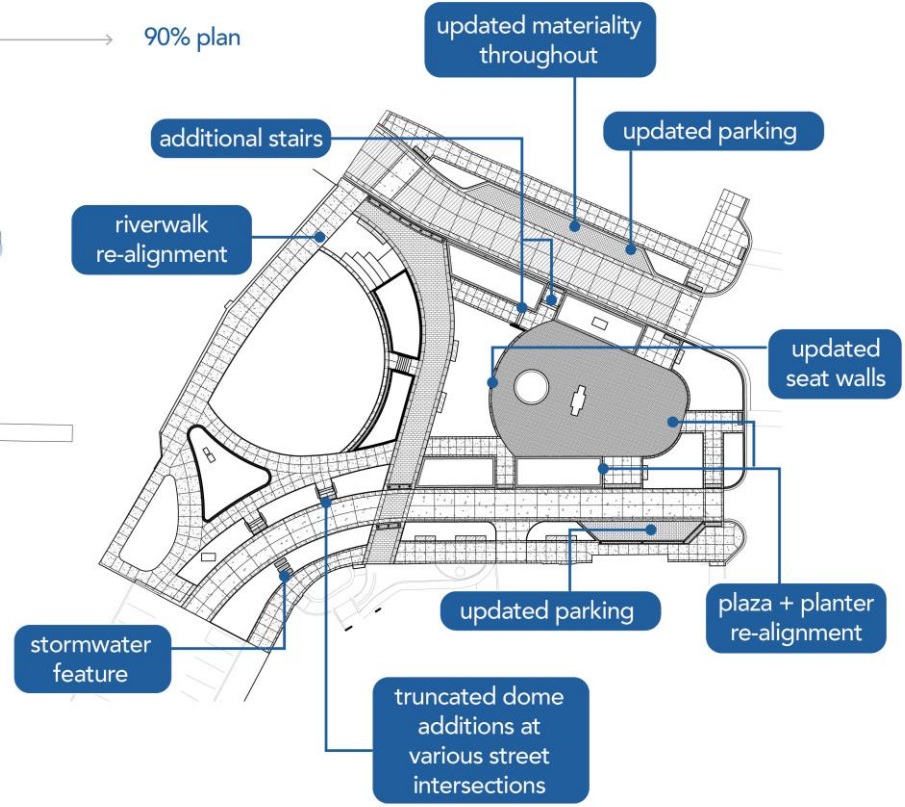 90% plan
updated materiality
throughout
additional stairs
updated parking
riverwalk
re-alignment
updated
seat walls
updated parking
plaza + planter
re-alignment
stormwater
feature
truncated dome
additions at
various street
intersections